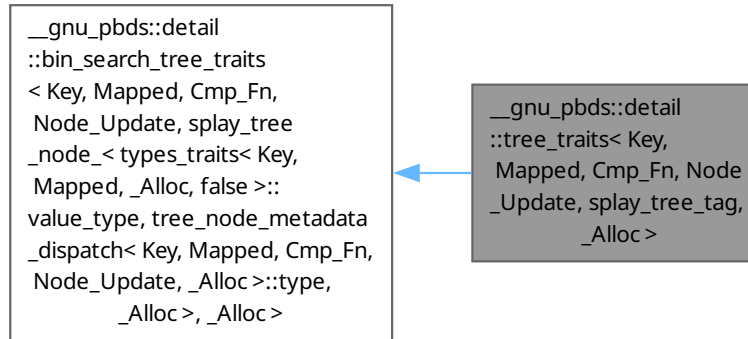 __gnu_pbds::detail
::bin_search_tree_traits
< Key, Mapped, Cmp_Fn,
Node_Update, splay_tree
_node_< types_traits< Key,
Mapped, _Alloc, false >::
value_type, tree_node_metadata
_dispatch< Key, Mapped, Cmp_Fn,
Node_Update, _Alloc >::type,
_Alloc >, _Alloc >
__gnu_pbds::detail
::tree_traits< Key,
Mapped, Cmp_Fn, Node
_Update, splay_tree_tag,
_Alloc >